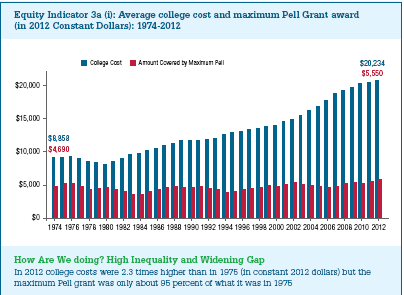 Equity Indicator 3a (i): Average college cost and maximum Pell Grant award
(in 2012 Constant Dollars): 1974-2012
College Cost Amount Covered by Maximum Pell
$20,234
$5,550
$20,000
$15,000
$10,000
$8,858
$4,690
$5,000
$0
1974 1976 1978 1980 1982 1984 1986 1988 1990 1992 1994 1996 1998 2000 2002 2004 2006 2008 2010 2012
How Are We doing? High Inequality and Widening Gap
In 2012 college costs were 2.3 times higher than in 1975 (in constant 2012 dollars) but the
maximum Pell grant was only about 95 percent of what it was in 1975